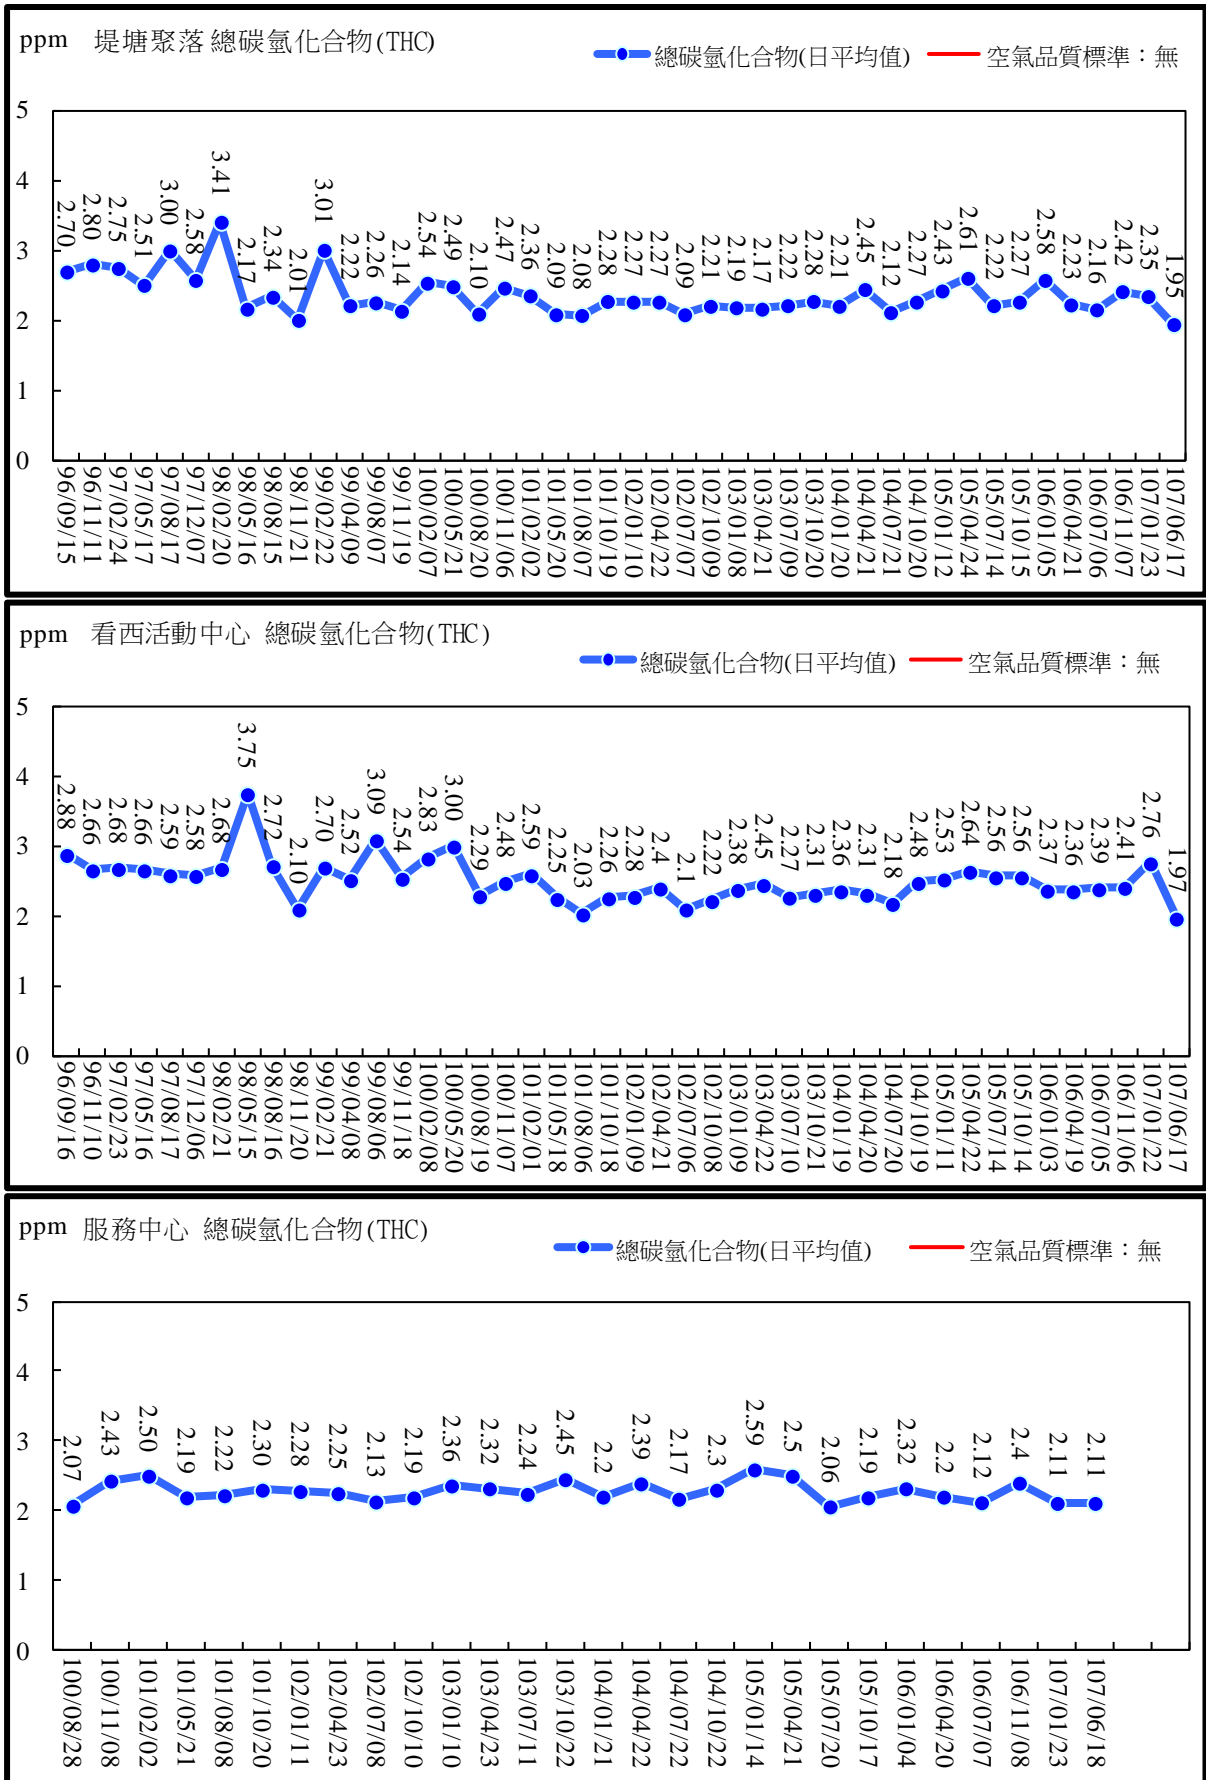 ppm 堤塘聚落 總碳氫化合物(THC)
總碳氫化合物(日平均值) 空氣品質標準：無
5
4
3
2
1
0
2.70 2.80 2.75 2.51 3.00 2.58 3.41 2.17 2.34 2.01 3.01 2.22 2.26 2.14 2.54 2.49 2.10 2.47 2.36 2.09 2.08 2.28 2.27 2.27 2.09 2.21 2.19 2.17 2.22 2.28 2.21 2.45 2.12 2.27 2.43 2.61 2.22 2.27 2.58 2.23 2.16 2.42 2.35 1.95
96/09/15 96/11/11 97/02/24 97/05/17 97/08/17 97/12/07 98/02/20 98/05/16 98/08/15 98/11/21 99/02/22 99/04/09 99/08/07 99/11/19 100/02/07 100/05/21 100/08/20 100/11/06 101/02/02 101/05/20 101/08/07 101/10/19 102/01/10 102/04/22 102/07/07 102/10/09 103/01/08 103/04/21 103/07/09 103/10/20 104/01/20 104/04/21 104/07/21 104/10/20 105/01/12 105/04/24 105/07/14 105/10/15 106/01/05 106/04/21 106/07/06 106/11/07 107/01/23 107/06/17
ppm 看西活動中心 總碳氫化合物(THC)
總碳氫化合物(日平均值) 空氣品質標準：無
5
4
3
2
1
0
2.88 2.66 2.68 2.66 2.59 2.58 2.68 3.75 2.72 2.10 2.70 2.52 3.09 2.54 2.83 3.00 2.29 2.48 2.59 2.25 2.03 2.26 2.28 2.4 2.1 2.22 2.38 2.45 2.27 2.31 2.36 2.31 2.18 2.48 2.53 2.64 2.56 2.56 2.37 2.36 2.39 2.41 2.76 1.97
96/09/16 96/11/10 97/02/23 97/05/16 97/08/17 97/12/06 98/02/21 98/05/15 98/08/16 98/11/20 99/02/21 99/04/08 99/08/06 99/11/18 100/02/08 100/05/20 100/08/19 100/11/07 101/02/01 101/05/18 101/08/06 101/10/18 102/01/09 102/04/21 102/07/06 102/10/08 103/01/09 103/04/22 103/07/10 103/10/21 104/01/19 104/04/20 104/07/20 104/10/19 105/01/11 105/04/22 105/07/14 105/10/14 106/01/03 106/04/19 106/07/05 106/11/06 107/01/22 107/06/17
ppm 服務中心 總碳氫化合物(THC)
總碳氫化合物(日平均值) 空氣品質標準：無
5
4
3
2
1
0
2.07 2.43 2.50 2.19 2.22 2.30 2.28 2.25 2.13 2.19 2.36 2.32 2.24 2.45 2.2 2.39 2.17 2.3 2.59 2.5 2.06 2.19 2.32 2.2 2.12 2.4 2.11 2.11
100/08/28 100/11/08 101/02/02 101/05/21 101/08/08 101/10/20 102/01/11 102/04/23 102/07/08 102/10/10 103/01/10 103/04/23 103/07/11 103/10/22 104/01/21 104/04/22 104/07/22 104/10/22 105/01/14 105/04/21 105/07/20 105/10/17 106/01/04 106/04/20 106/07/07 106/11/08 107/01/23 107/06/18